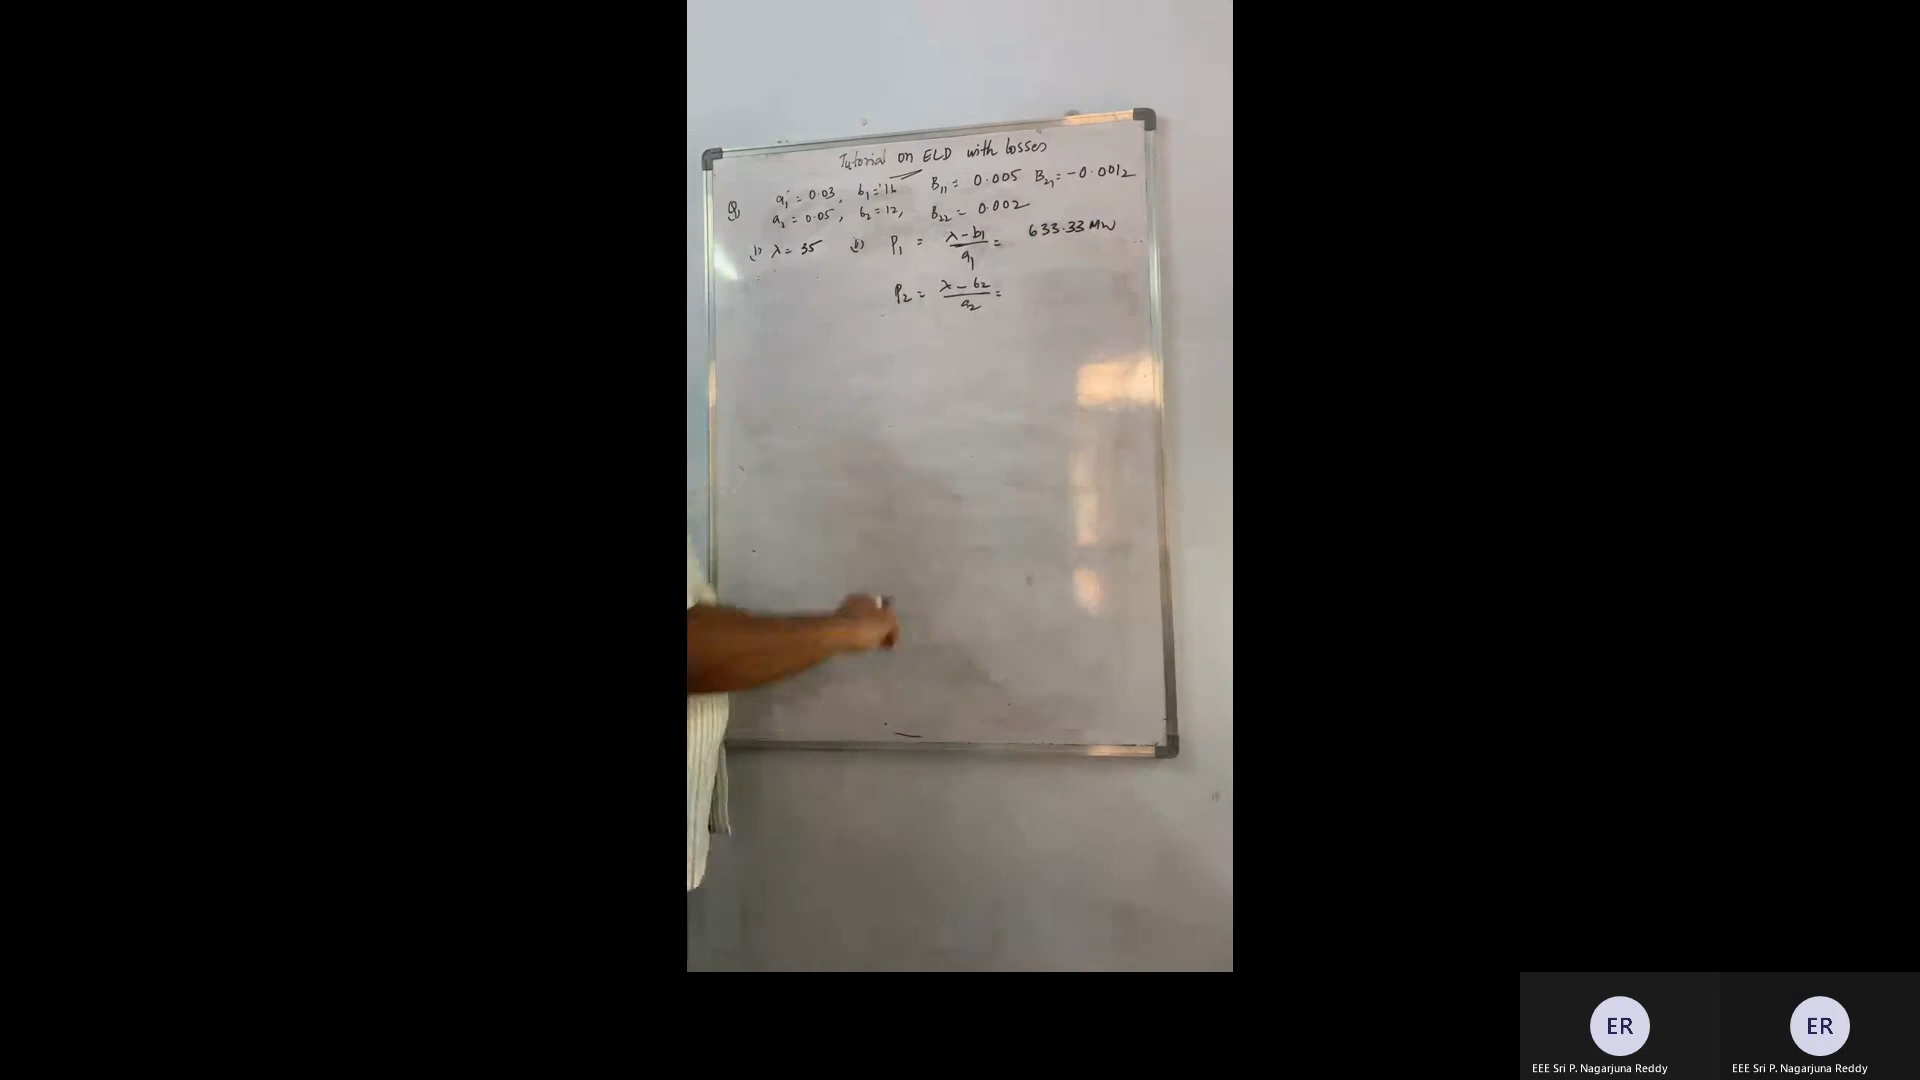 Tutorial on ELD with losses
Q) a₁ = 0.03, b₁ = 16 B₁₁ = 0.005 B₂₁ = -0.0012
a₂ = 0.05, b₂ = 12, B₂₂ = 0.002
(i) λ = 35 (ii) P₁ = (λ - b₁)/a₁ = 633.33 MW
P₂ = (λ - b₂)/a₂ =
ER ER
EEE Sri P. Nagarjuna Reddy EEE Sri P. Nagarjuna Reddy